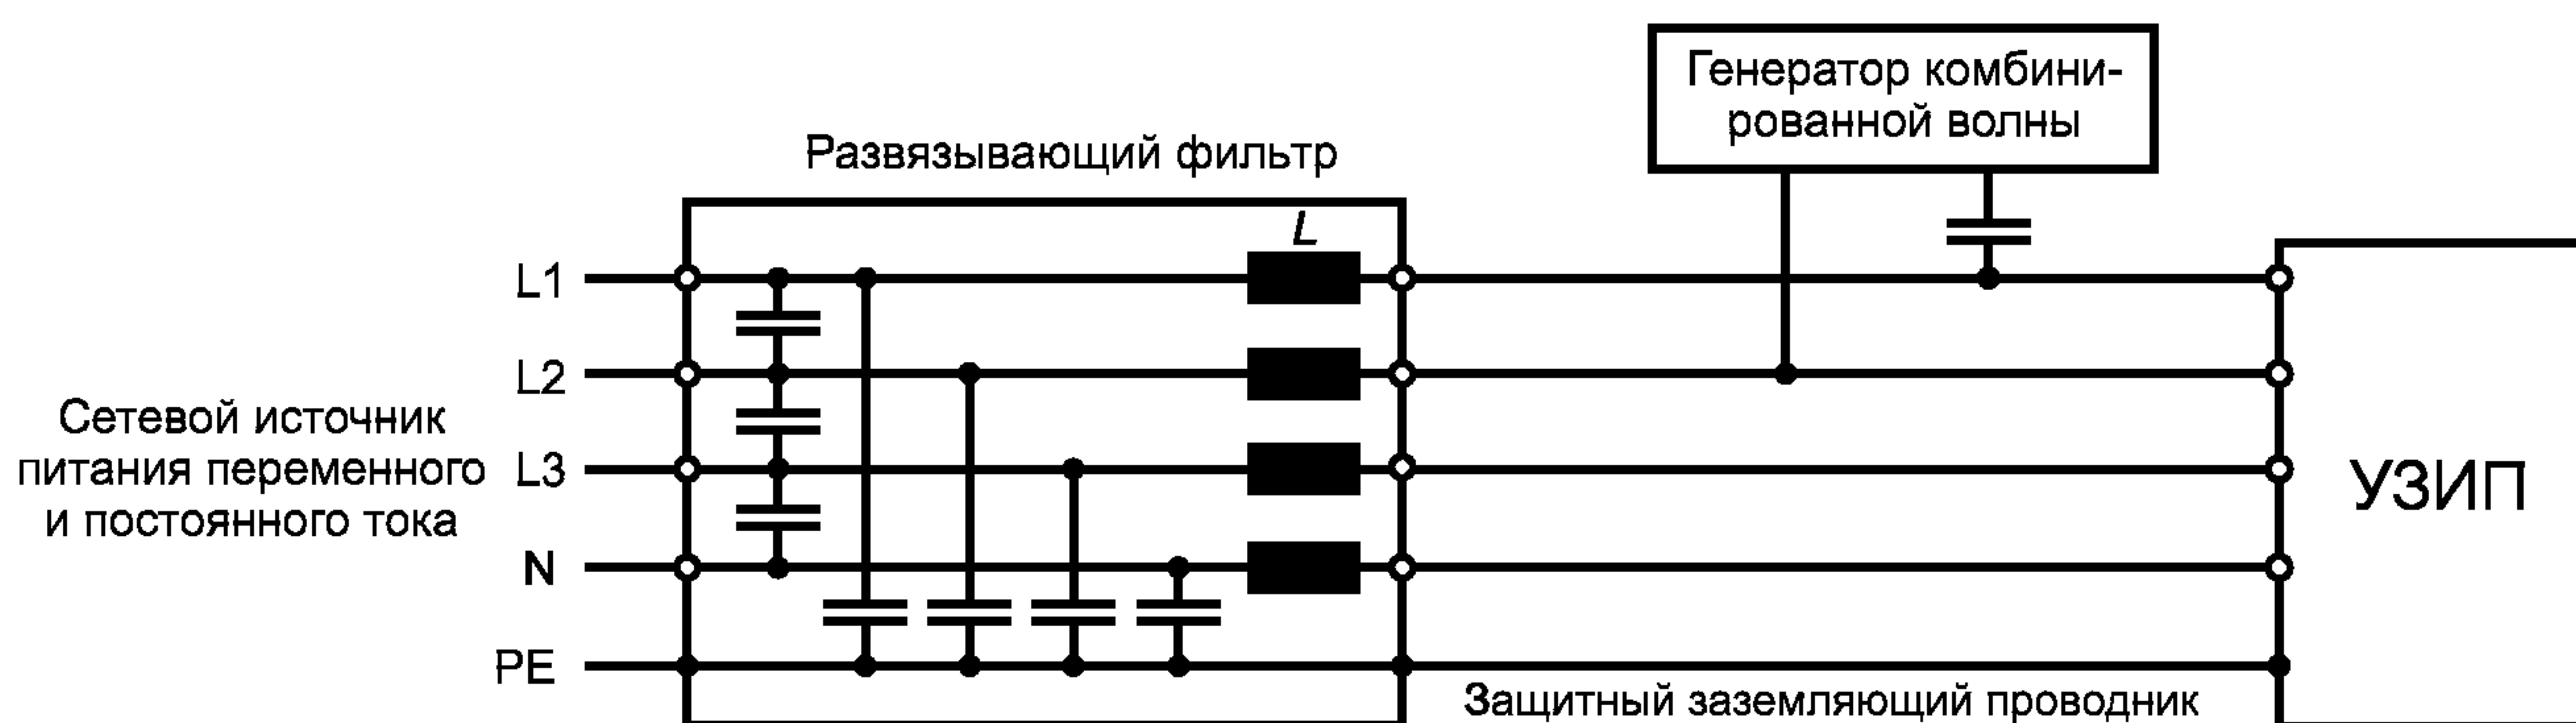 Генератор комбини-
рованной волны
Развязывающий фильтр
L
L1
L2
Сетевой источник
питания переменного
и постоянного тока
L3
N
PE
УЗИП
Защитный заземляющий проводник